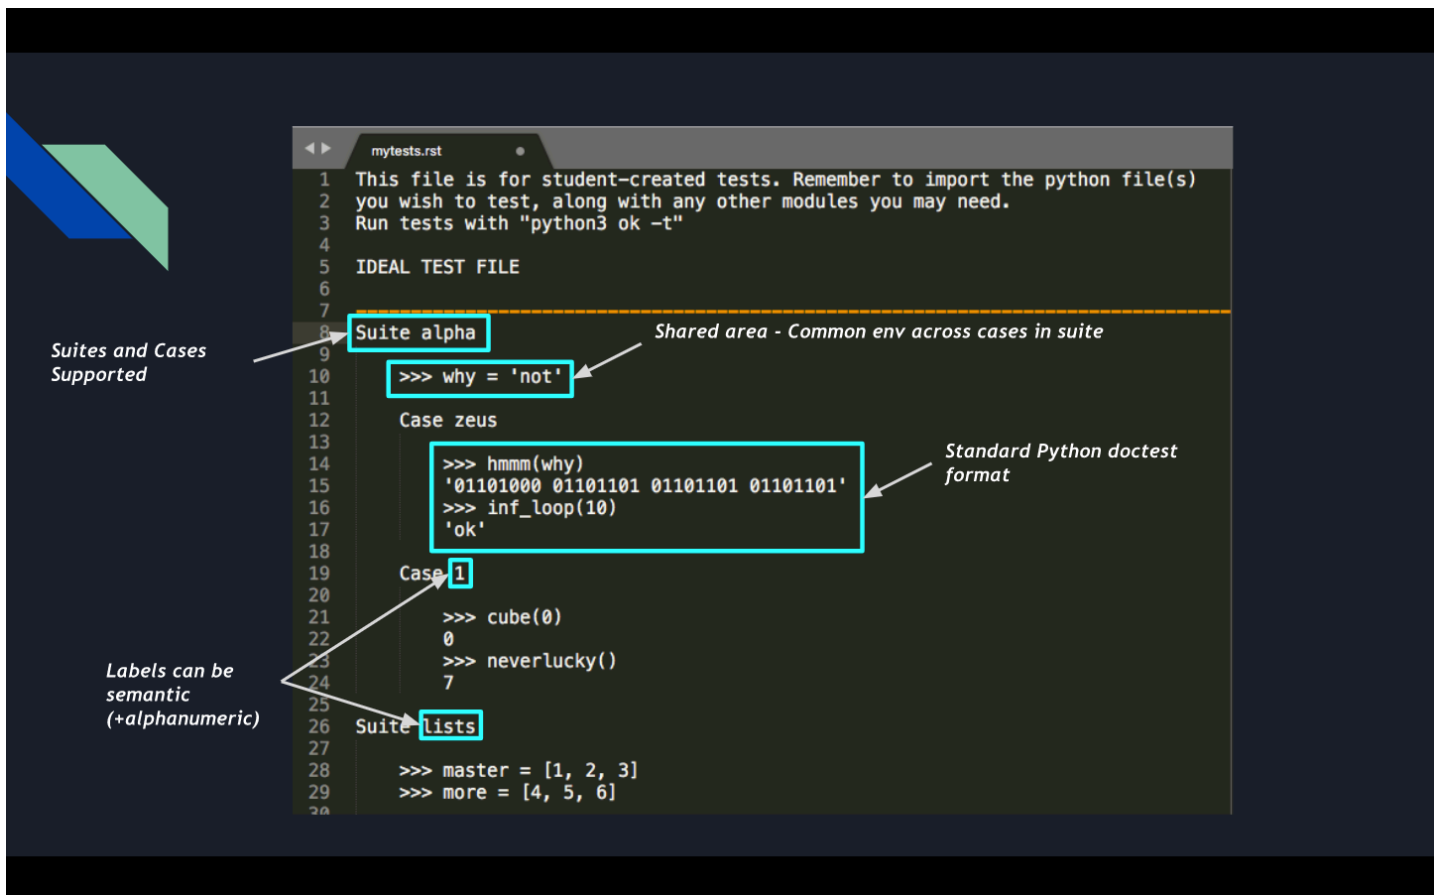 mytests.rst
1 This file is for student-created tests. Remember to import the python file(s)
2 you wish to test, along with any other modules you may need.
3 Run tests with "python3 ok -t"
4
5 IDEAL TEST FILE
6
7
8 Suite alpha
9
10 >>> why = 'not'
11
12 Case zeus
13
14 >>> hmmm(why)
15 '01101000 01101101 01101101 01101101'
16 >>> inf_loop(10)
17 'ok'
18
19 Case 1
20
21 >>> cube(0)
22 0
23 >>> neverlucky()
24 7
25
26 Suite lists
27
28 >>> master = [1, 2, 3]
29 >>> more = [4, 5, 6]
30
Suites and Cases
Supported
Shared area - Common env across cases in suite
Standard Python doctest
format
Labels can be
semantic
(+alphanumeric)